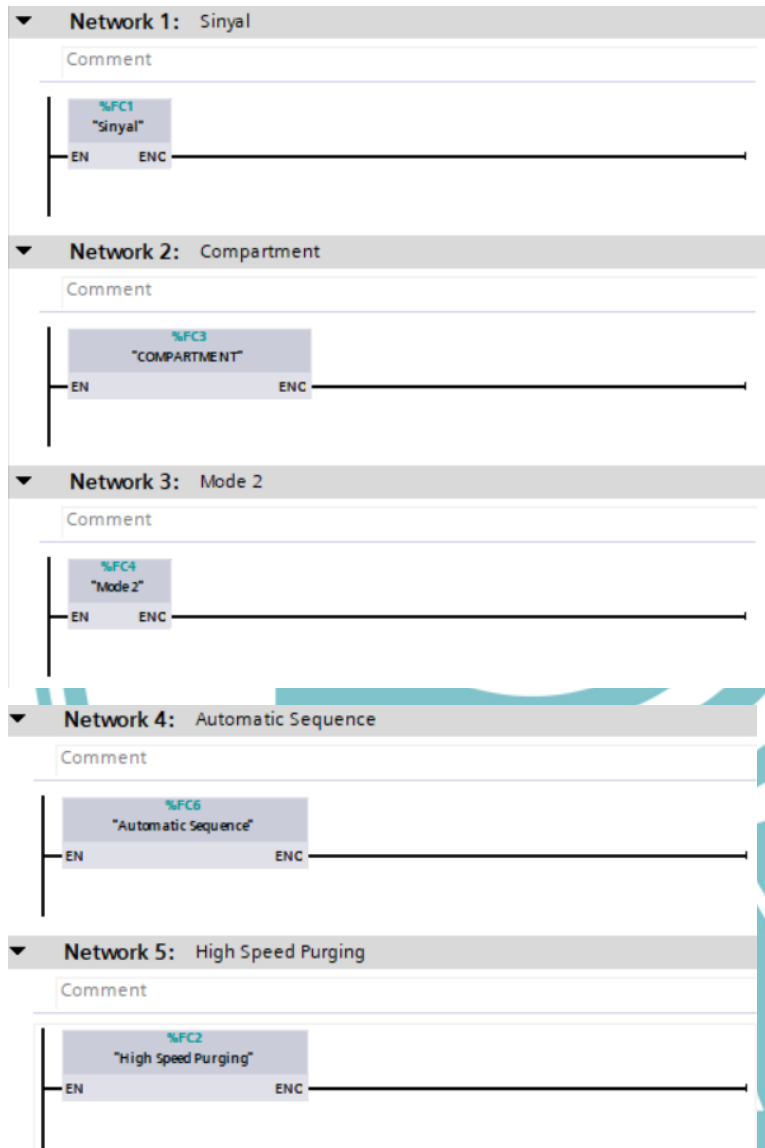 Network 1: Sinyal
Comment
%FC1
"Sinyal"
EN ENO
Network 2: Compartment
Comment
%FC3
"COMPARTMENT"
EN ENO
Network 3: Mode 2
Comment
%FC4
"Mode 2"
EN ENO
Network 4: Automatic Sequence
Comment
%FC6
"Automatic Sequence"
EN ENO
Network 5: High Speed Purging
Comment
%FC2
"High Speed Purging"
EN ENO